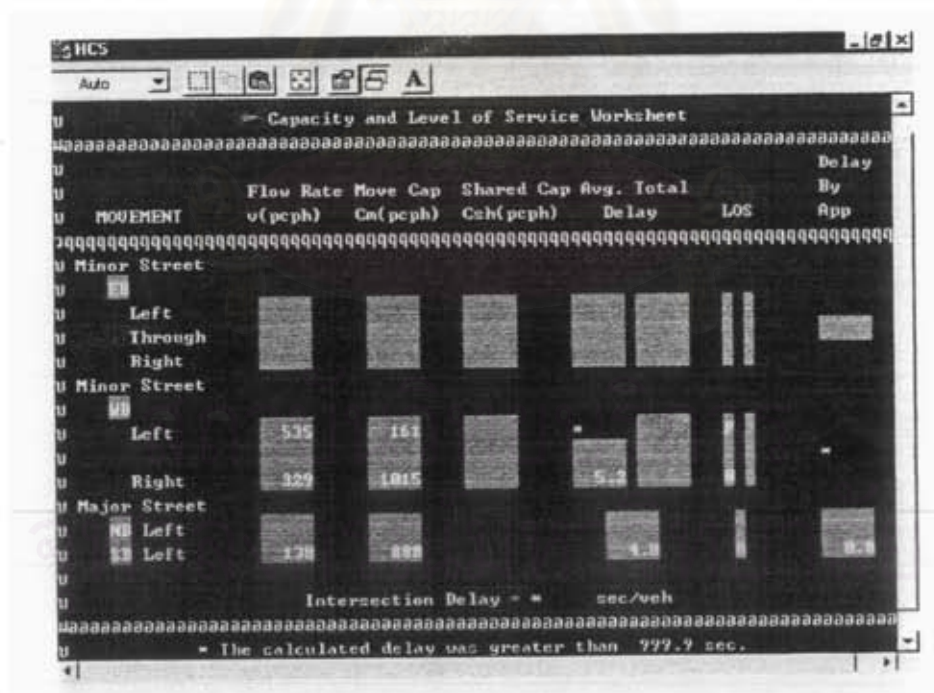 HCS
Auto A
Capacity and Level of Service Worksheet
Delay
Flow Rate Move Cap Shared Cap Avg. Total By
MOVEMENT v(pcph) Cm(pcph) Csh(pcph) Delay LOS App
Minor Street
Left
Through
Right
Minor Street
WB
Left 535 161 * F *
Right 329 1015 5.2
Major Street
NB Left
SB Left 138 4.8
Intersection Delay = * sec/veh
* The calculated delay was greater than 999.9 sec.